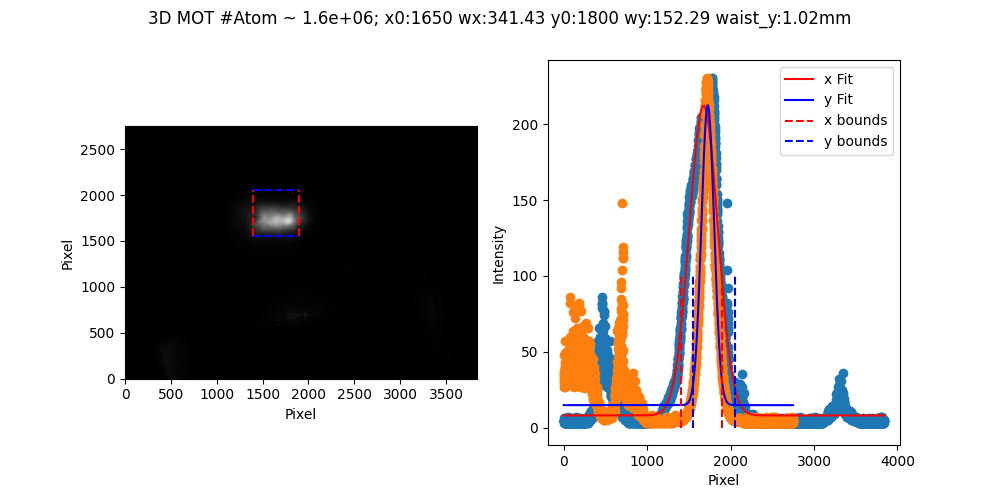 3D MOT #Atom ~ 1.6e+06; x0:1650 wx:341.43 y0:1800 wy:152.29 waist_y:1.02mm
2500
2000
1500
1000
500
0
Pixel
0 500 1000 1500 2000 2500 3000 3500
Pixel
200
150
100
50
0
Intensity
0 1000 2000 3000 4000
Pixel
x Fit
y Fit
x bounds
y bounds